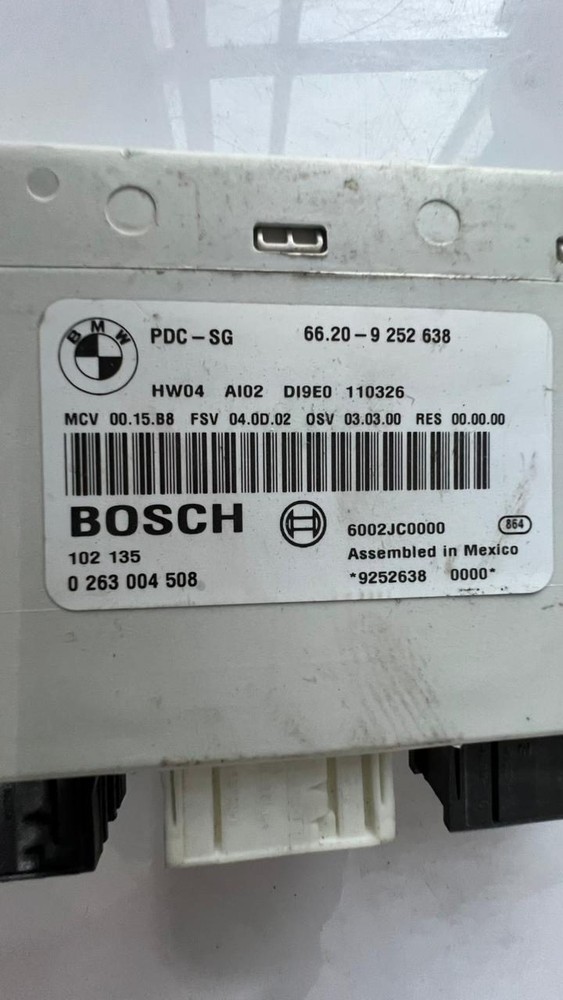 BMW
PDC-SG 66.20-9 252 638
HW04 AI02 DI9E0 110326
MCV 00.15.B8 FSV 04.0D.02 OSV 03.03.00 RES 00.00.00
BOSCH
6002JC0000 864
102 135 Assembled in Mexico
0 263 004 508 *9252638 0000*